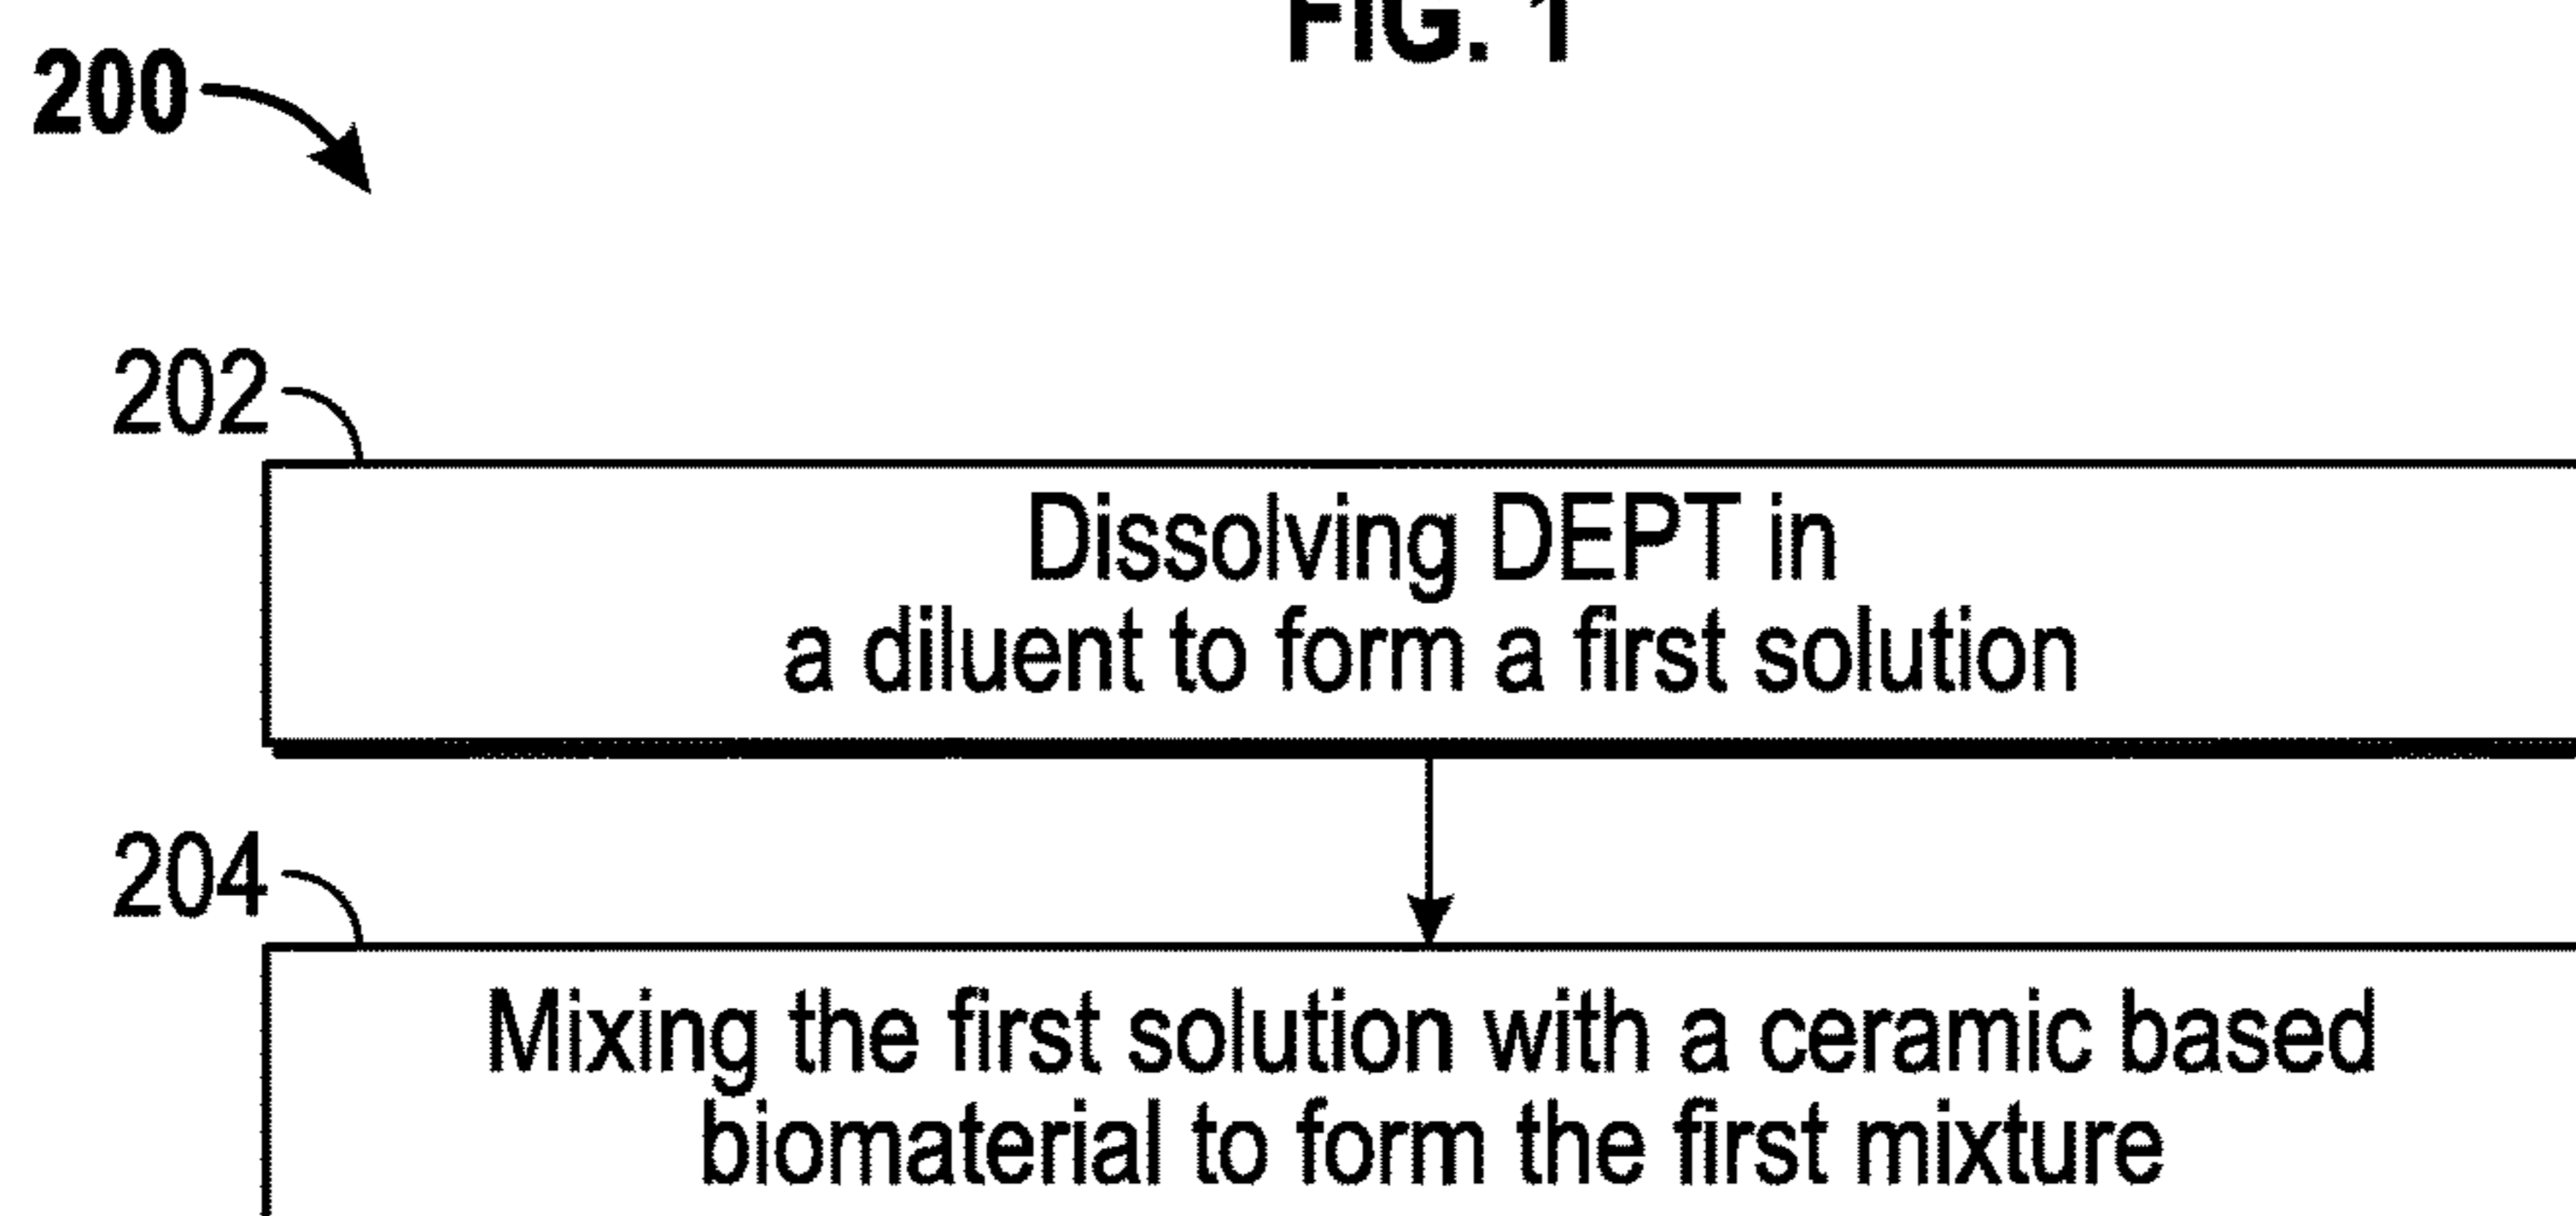 FIG. 1
200
202
Dissolving DEPT in
a diluent to form a first solution
204
Mixing the first solution with a ceramic based
biomaterial to form the first mixture